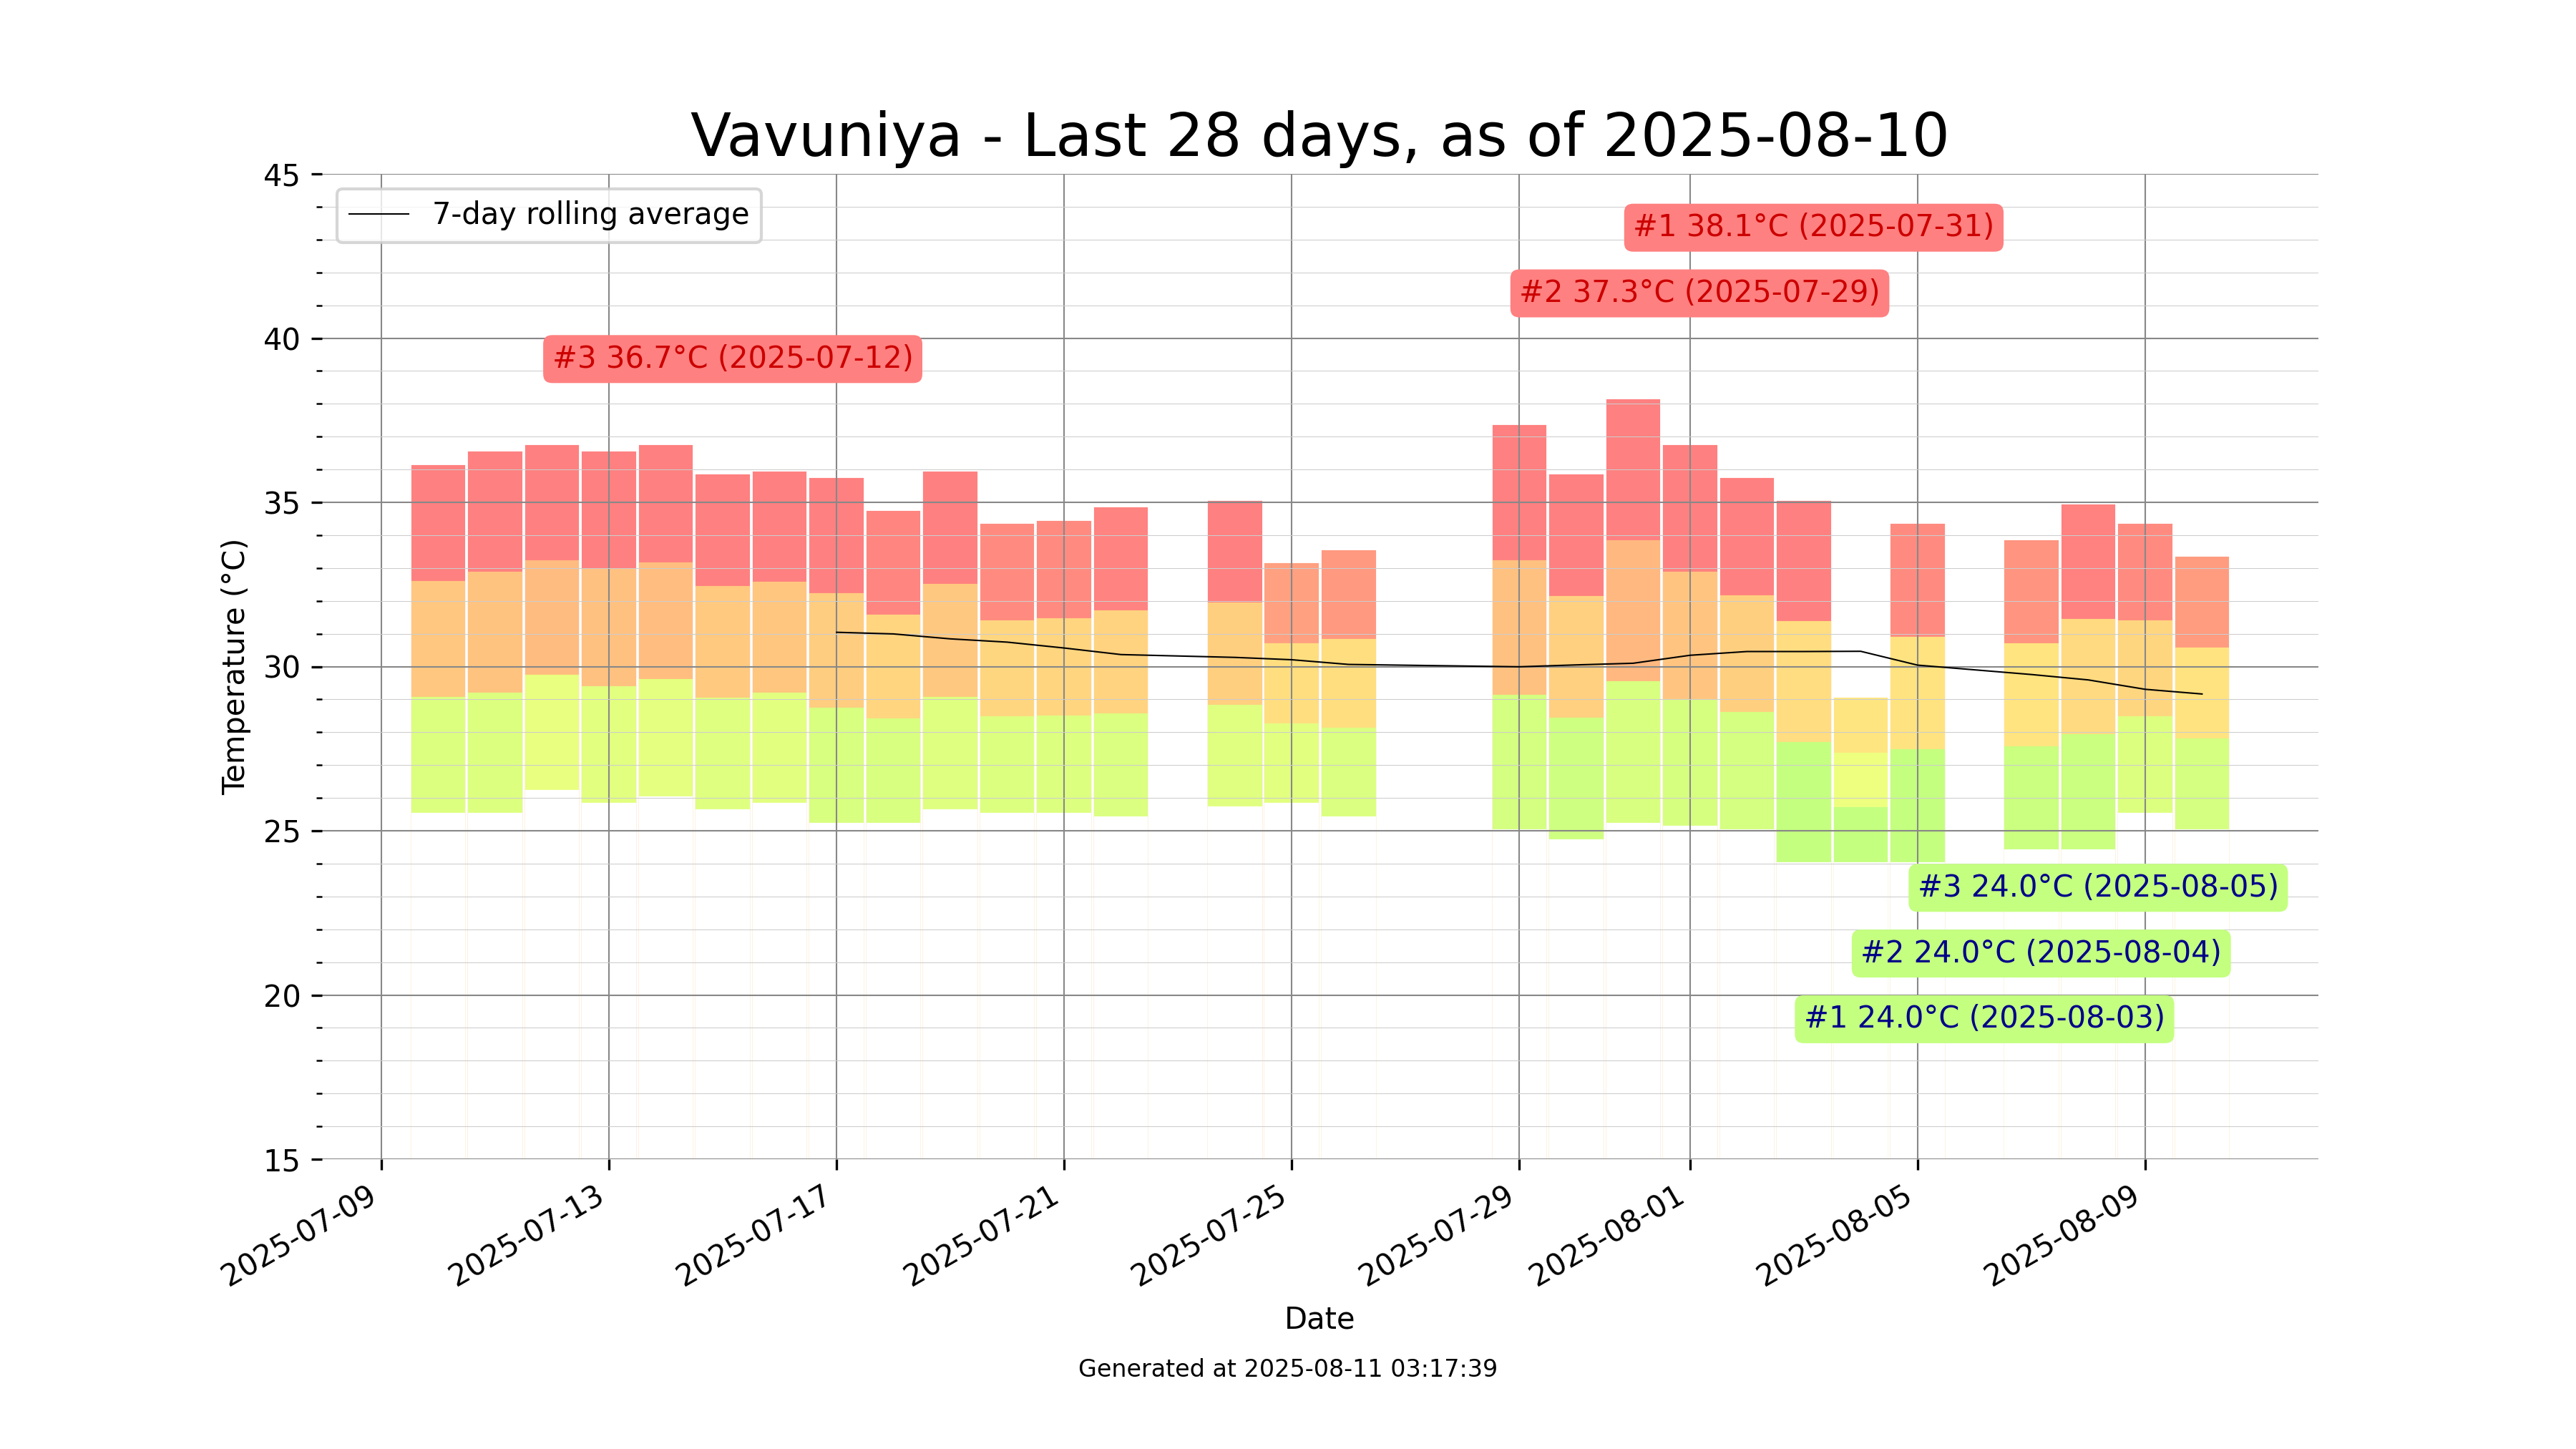 Vavuniya - Last 28 days, as of 2025-08-10
45
7-day rolling average
#1 38.1°C (2025-07-31)
#2 37.3°C (2025-07-29)
40
#3 36.7°C (2025-07-12)
35
Temperature (°C)
30
25
#3 24.0°C (2025-08-05)
#2 24.0°C (2025-08-04)
20
#1 24.0°C (2025-08-03)
15
2025-07-09
2025-07-13
2025-07-17
2025-07-21
2025-07-25
2025-07-29
2025-08-01
2025-08-05
2025-08-09
Date
Generated at 2025-08-11 03:17:39